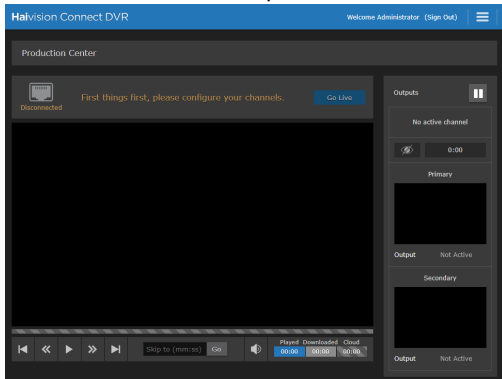 Haivision Connect DVR
Welcome Administrator (Sign Out)
Production Center
Disconnected
First things first, please configure your channels.
Go Live
Outputs
No active channel
0:00
Primary
Output Not Active
Secondary
Output Not Active
Skip to (mm:ss) Go
Played Downloaded Cloud
00:00 00:00 00:00